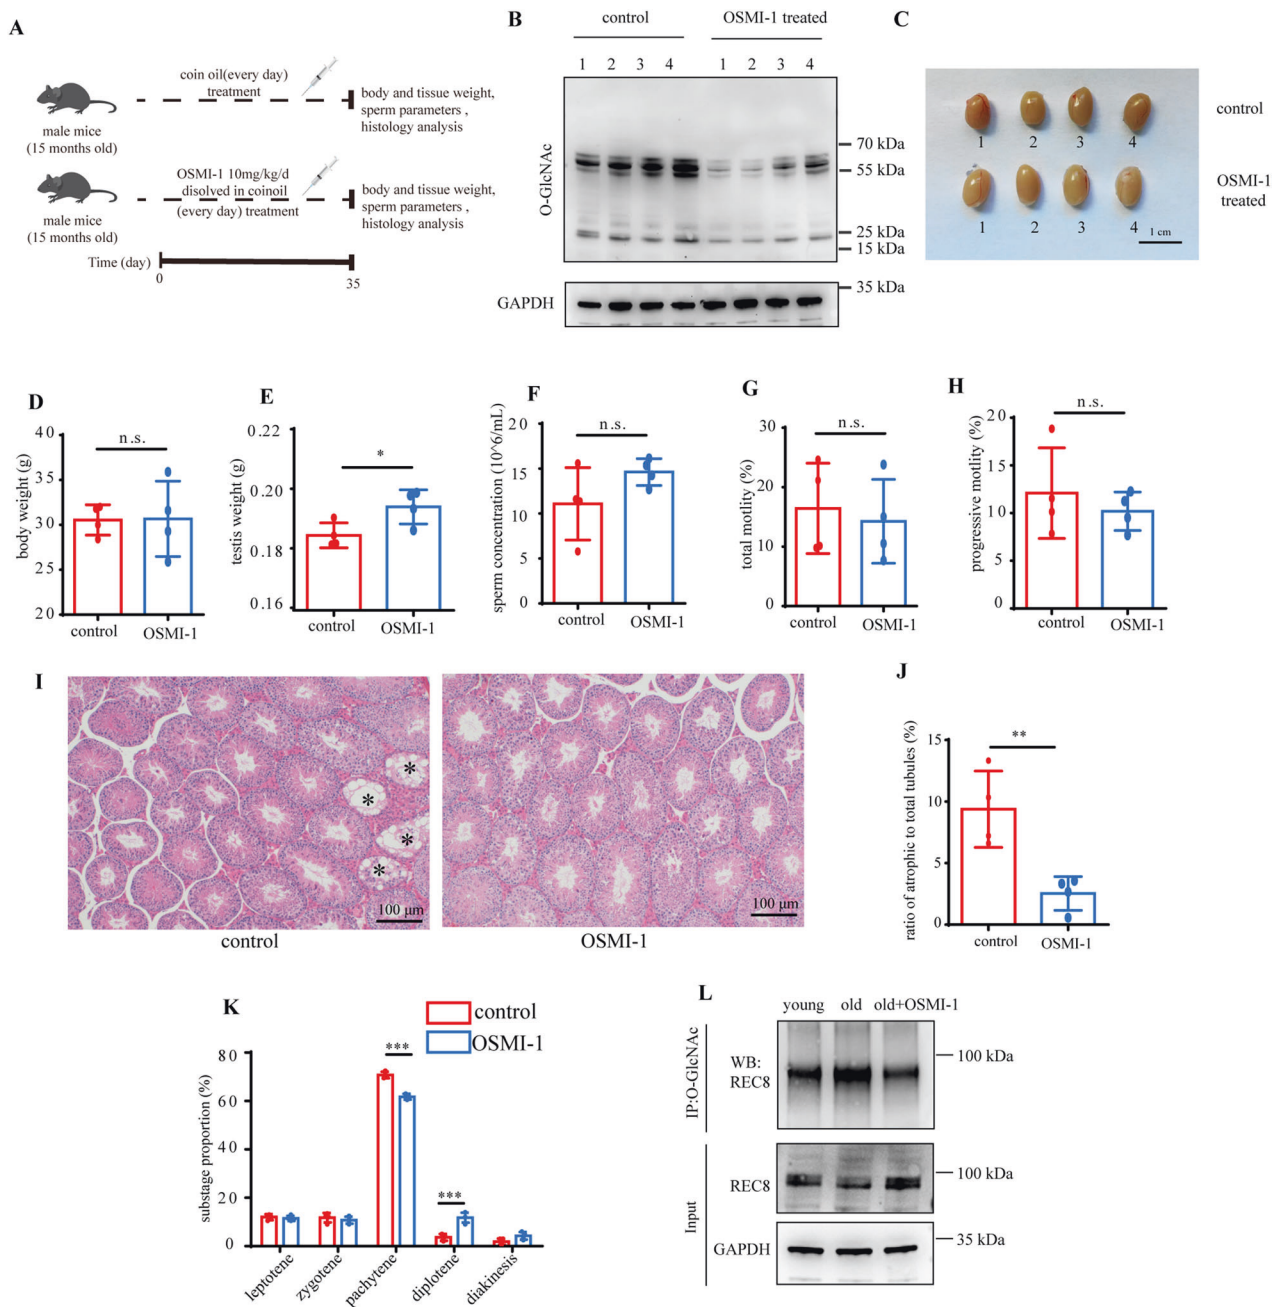 A
coin oil(every day)
treatment
body and tissue weight,
sperm parameters ,
histology analysis
male mice
(15 months old)
OSMI-1 10mg/kg/d
disolved in coinoil
(every day) treatment
body and tissue weight,
sperm parameters ,
histology analysis
male mice
(15 months old)
Time (day)
0
35
B
control
OSMI-1 treated
1 2 3 4 1 2 3 4
O-GlcNAc
70 kDa
55 kDa
25 kDa
15 kDa
35 kDa
GAPDH
C
control
1 2 3 4
OSMI-1
treated
1 2 3 4
1 cm
D
body weight (g)
40
35
30
25
20
n.s.
control
OSMI-1
E
testis weight (g)
0.22
0.20
0.18
0.16
*
control
OSMI-1
F
sperm concentration (10^6/mL)
20
15
10
5
0
n.s.
control
OSMI-1
G
total motlity (%)
30
20
10
0
n.s.
control
OSMI-1
H
progressive motlity (%)
20
15
10
5
0
n.s.
control
OSMI-1
I
*
*
*
*
100 μm
control
100 μm
OSMI-1
J
ratio of atrophic to total tubules (%)
15
10
5
0
**
control
OSMI-1
K
control
OSMI-1
substage proportion (%)
80
60
40
20
0
***
***
leptotene
zygotene
pachytene
diplotene
diakinesis
L
young old old+OSMI-1
IP:O-GlcNAc
WB:
REC8
100 kDa
Input
REC8
100 kDa
GAPDH
35 kDa